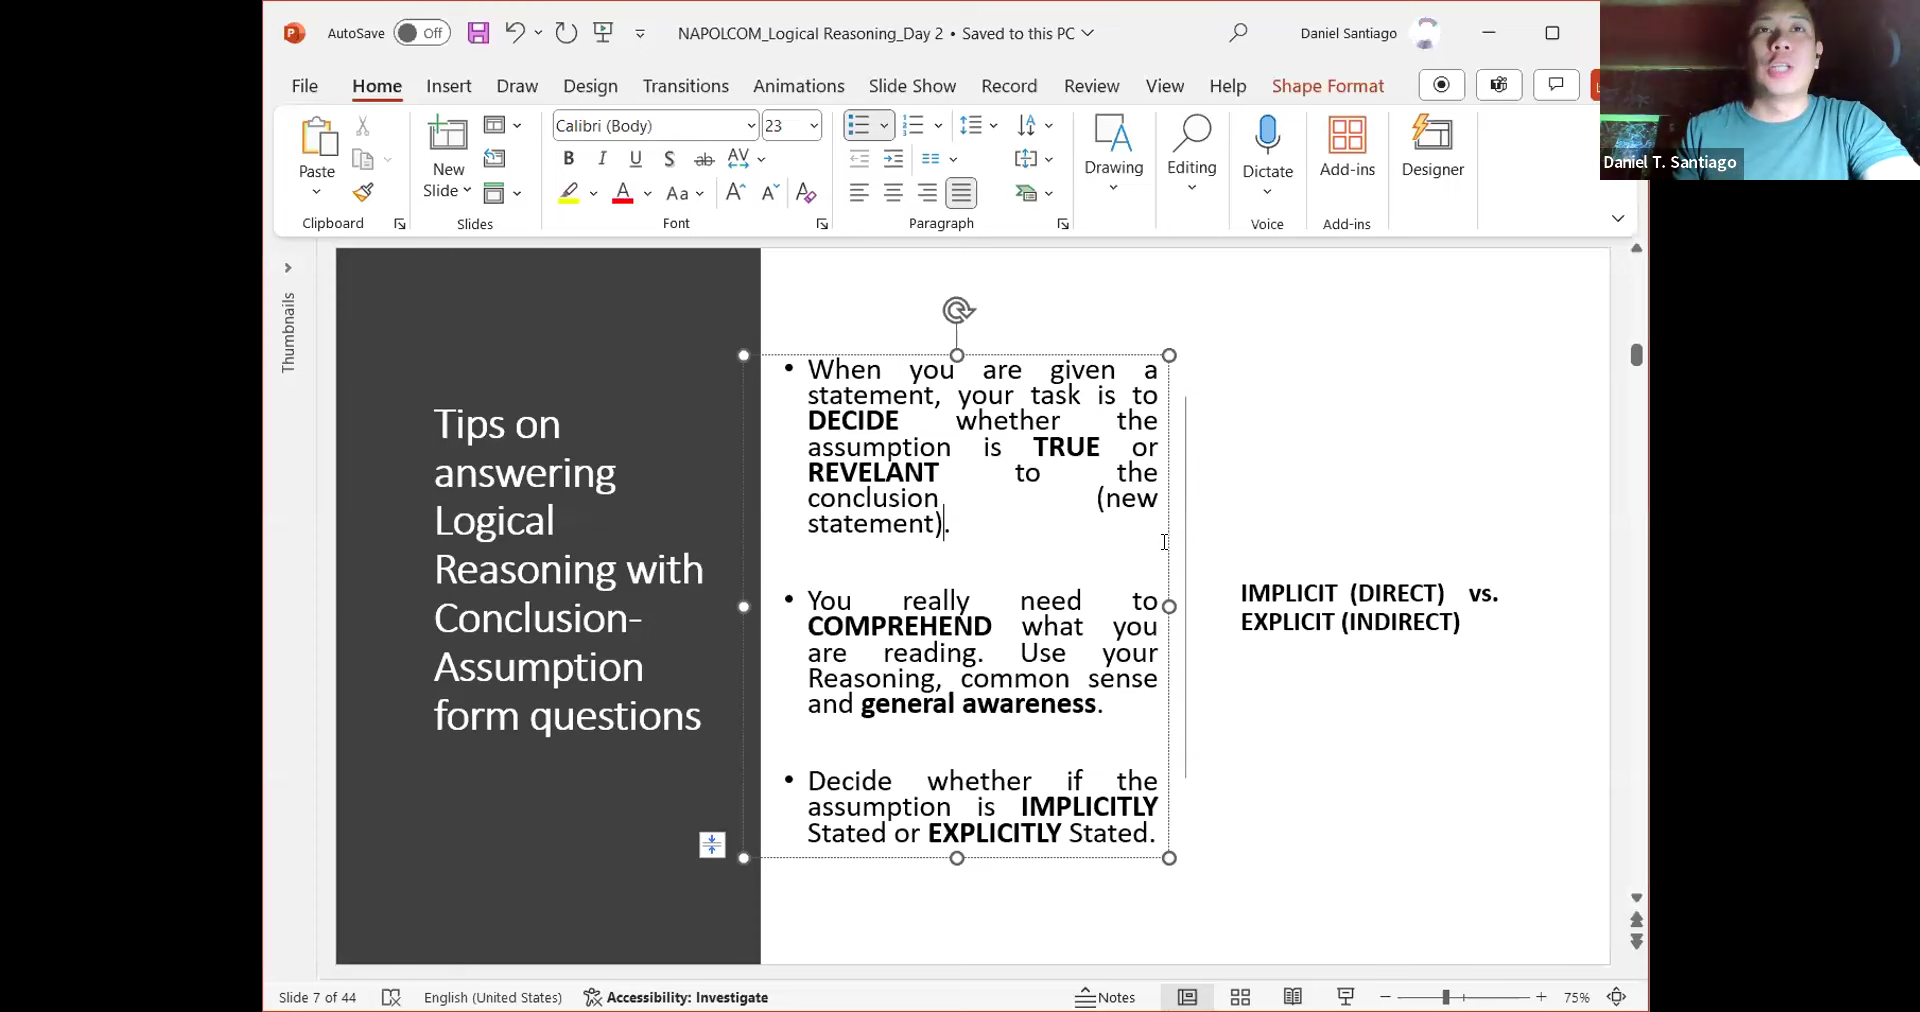 AutoSave Off NAPOLCOM_Logical Reasoning_Day 2 • Saved to this PC Daniel Santiago
File Home Insert Draw Design Transitions Animations Slide Show Record Review View Help Shape Format
Calibri (Body) 23
Paste
New
Slide
Drawing
Editing
Dictate
Add-ins
Designer
Clipboard Slides Font Paragraph Voice Add-ins
Daniel T. Santiago
Thumbnails
Tips on
answering
Logical
Reasoning with
Conclusion-
Assumption
form questions
• When you are given a
statement, your task is to
DECIDE whether the
assumption is TRUE or
REVELANT to the
conclusion (new
statement).
• You really need to
COMPREHEND what you
are reading. Use your
Reasoning, common sense
and general awareness.
• Decide whether if the
assumption is IMPLICITLY
Stated or EXPLICITLY Stated.
IMPLICIT (DIRECT) vs.
EXPLICIT (INDIRECT)
Slide 7 of 44 English (United States) Accessibility: Investigate Notes 75%